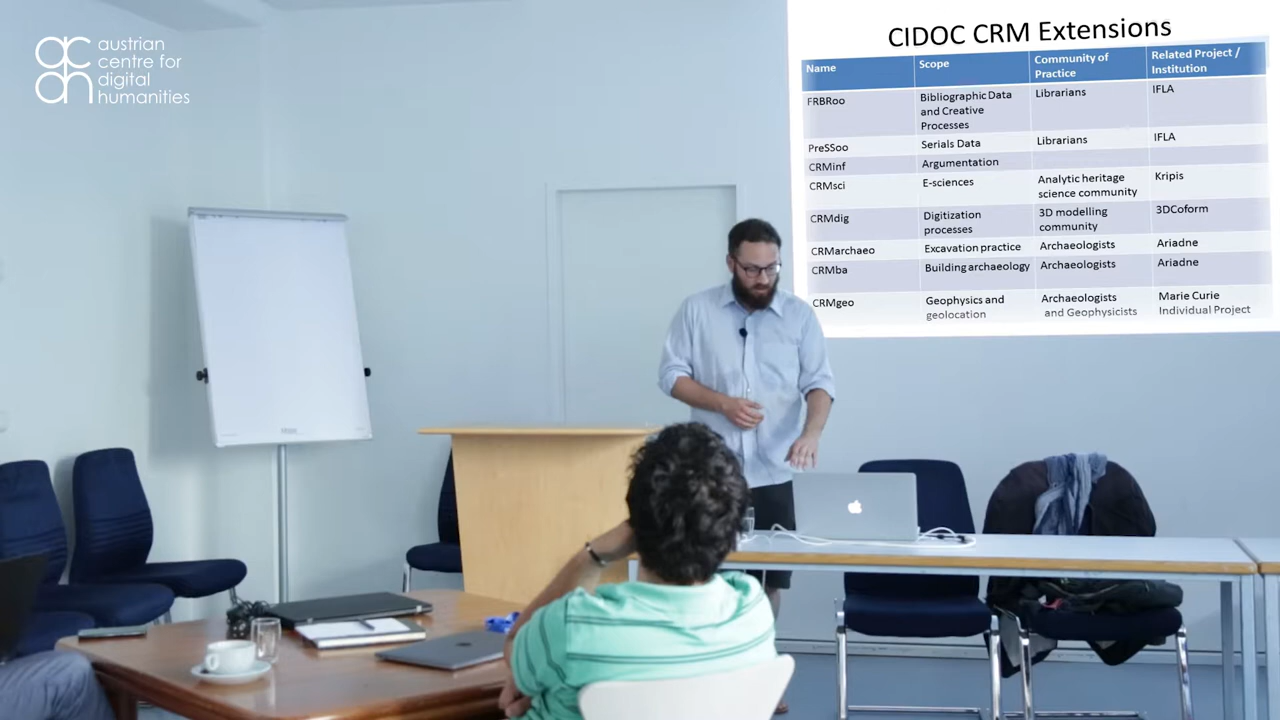 austrian
centre for
digital
humanities
CIDOC CRM Extensions
Name Scope Community of Practice Related Project / Institution
FRBRoo Bibliographic Data and Creative Processes Librarians IFLA
PreSSoo Serials Data Librarians IFLA
CRMinf Argumentation
CRMsci E-sciences Analytic heritage science community Kripis
CRMdig Digitization processes 3D modelling community 3DCoform
CRMarchaeo Excavation practice Archaeologists Ariadne
CRMba Building archaeology Archaeologists Ariadne
CRMgeo Geophysics and geolocation Archaeologists and Geophysicists Marie Curie Individual Project